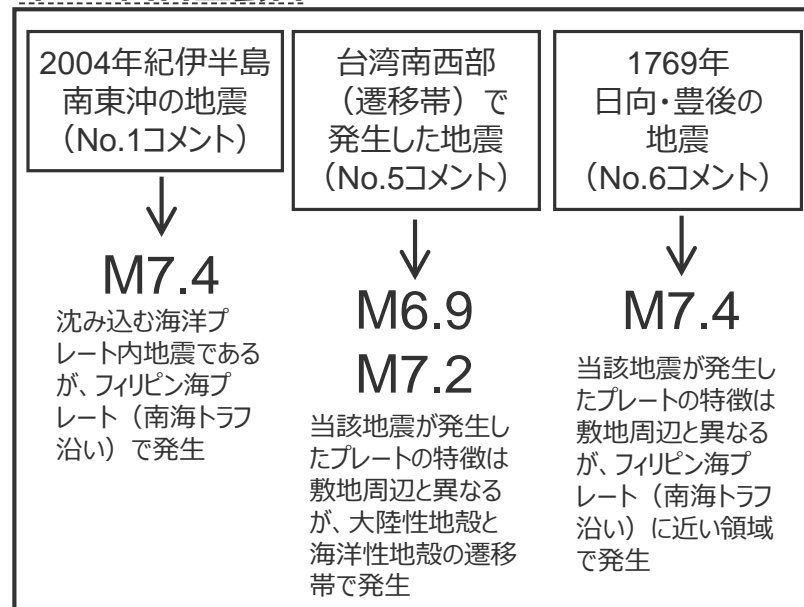 2004年紀伊半島
南東沖の地震
（No.1コメント）
M7.4
沈み込む海洋プ
レート内地震である
が、フィリピン海プ
レート（南海トラフ
沿い）で発生
台湾南西部
（遷移帯）で
発生した地震
（No.5コメント）
M6.9
M7.2
当該地震が発生し
たプレートの特徴は
敷地周辺と異なる
が、大陸性地殻と
海洋性地殻の遷移
帯で発生
1769年
日向・豊後の
地震
（No.6コメント）
M7.4
当該地震が発生し
たプレートの特徴は
敷地周辺と異なる
が、フィリピン海プ
レート（南海トラフ
沿い）に近い領域
で発生